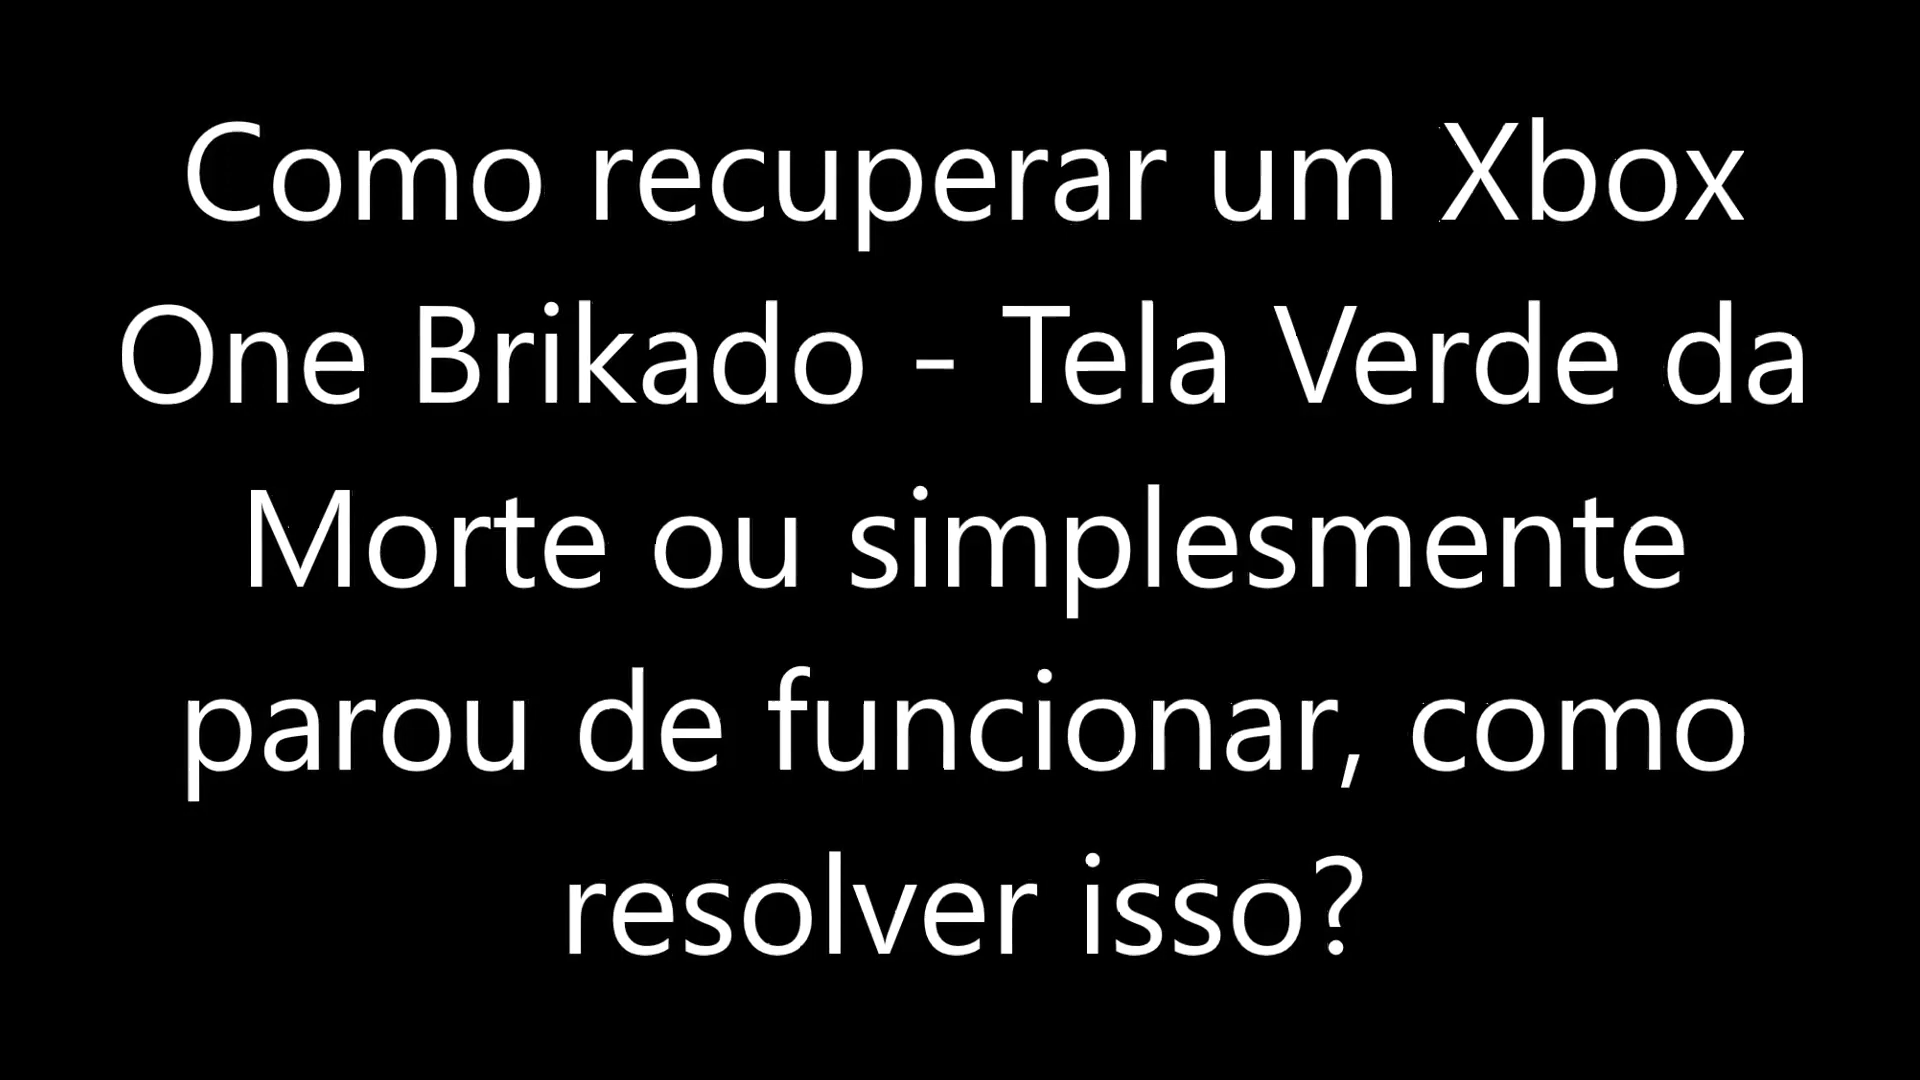 Como recuperar um Xbox
One Brikado - Tela Verde da
Morte ou simplesmente
parou de funcionar, como
resolver isso?